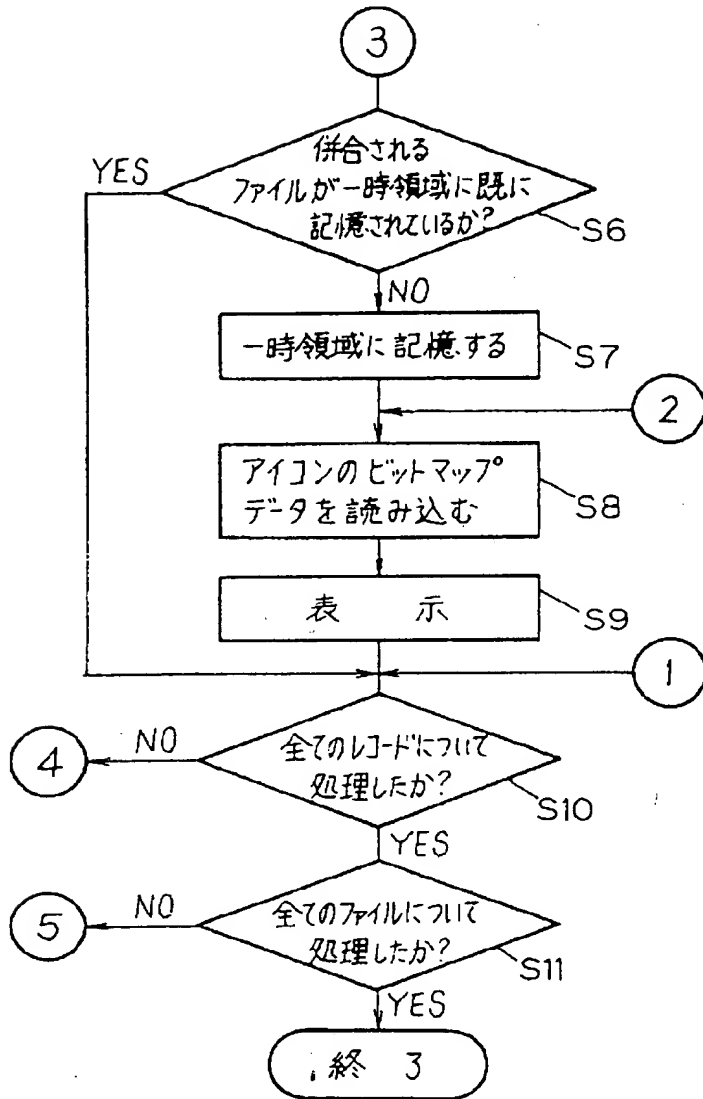 3
併合される
YES
ファイルが一時領域に既に
記憶されているか?
S6
NO
一時領域に記憶する
S7
2
アイコンのビットマップ
データを読み込む
S8
表 示
S9
1
全てのレコードについて
NO
4
処理したか?
S10
YES
全てのファイルについて
NO
5
処理したか?
S11
YES
終 3